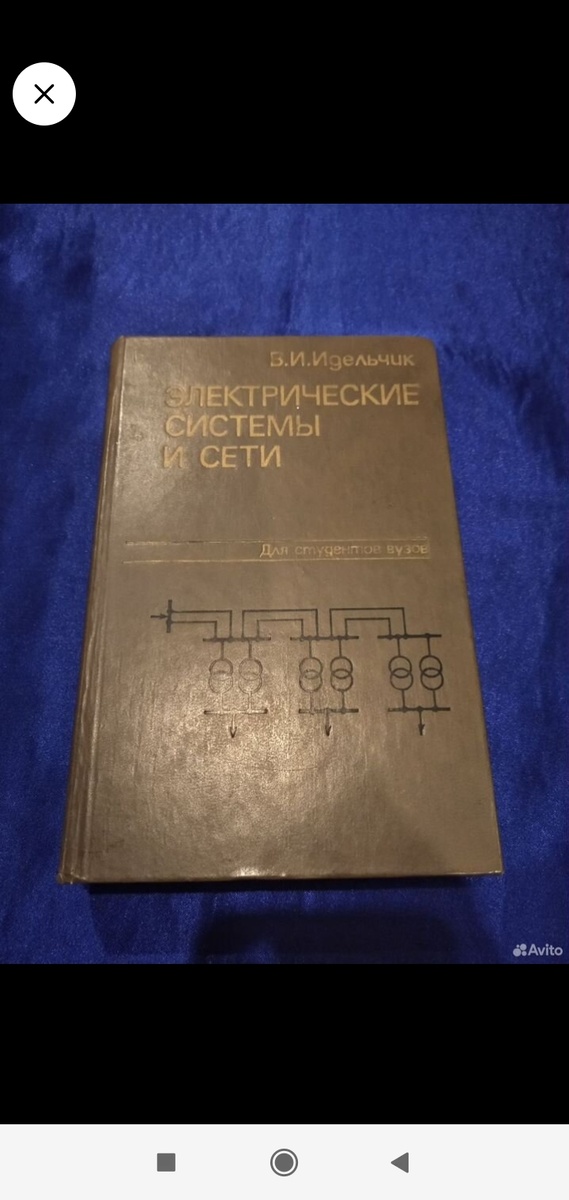 В.И.Идельчик
ЭЛЕКТРИЧЕСКИЕ
СИСТЕМЫ
И СЕТИ
Для студентов вузов
Avito